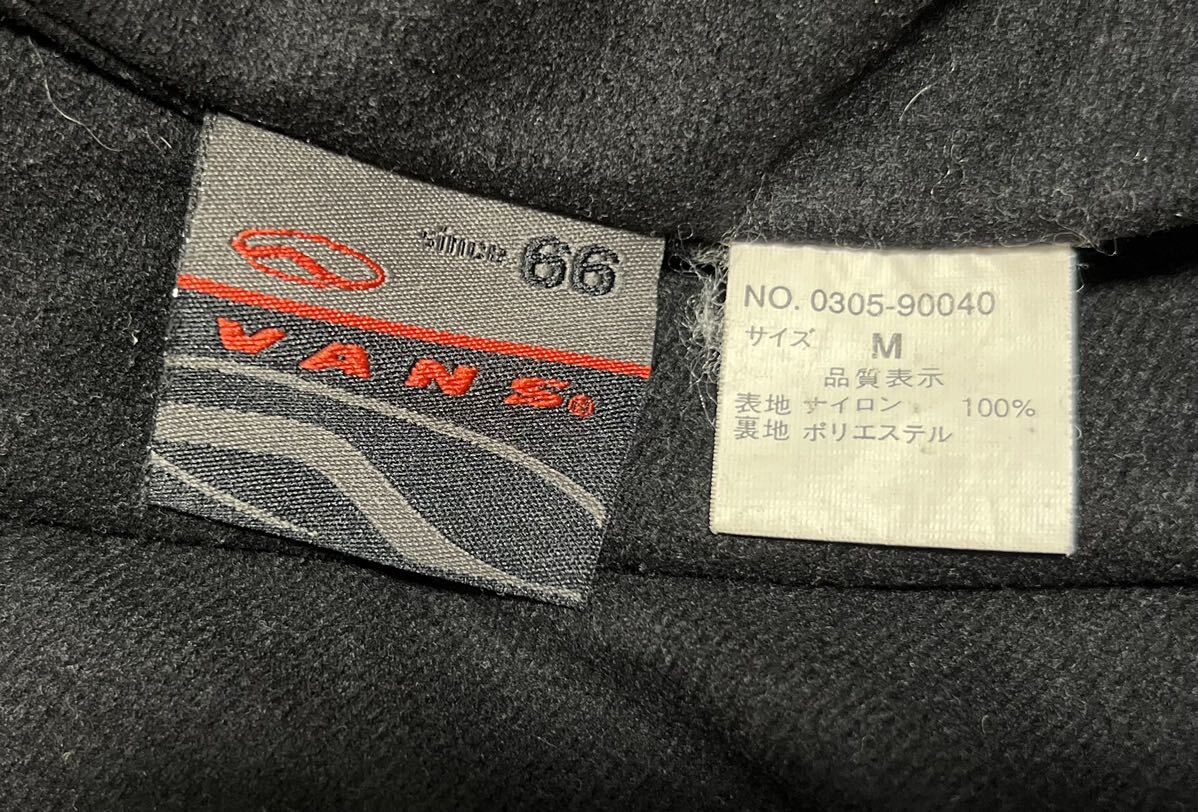 since 66
VANS®
NO. 0305-90040
サイズ M
品質表示
表地 ナイロン 100%
裏地 ポリエステル